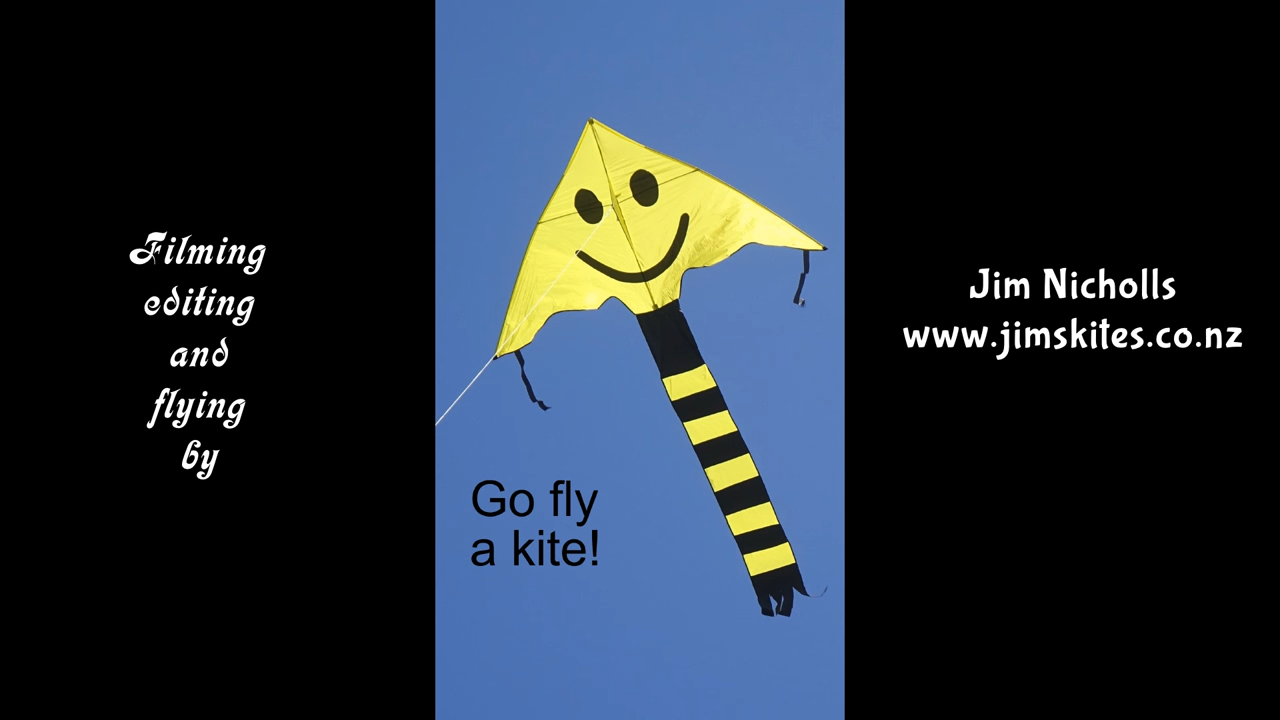 Filming
editing
and
flying
by
Go fly
a kite!
Jim Nicholls
www.jimskites.co.nz